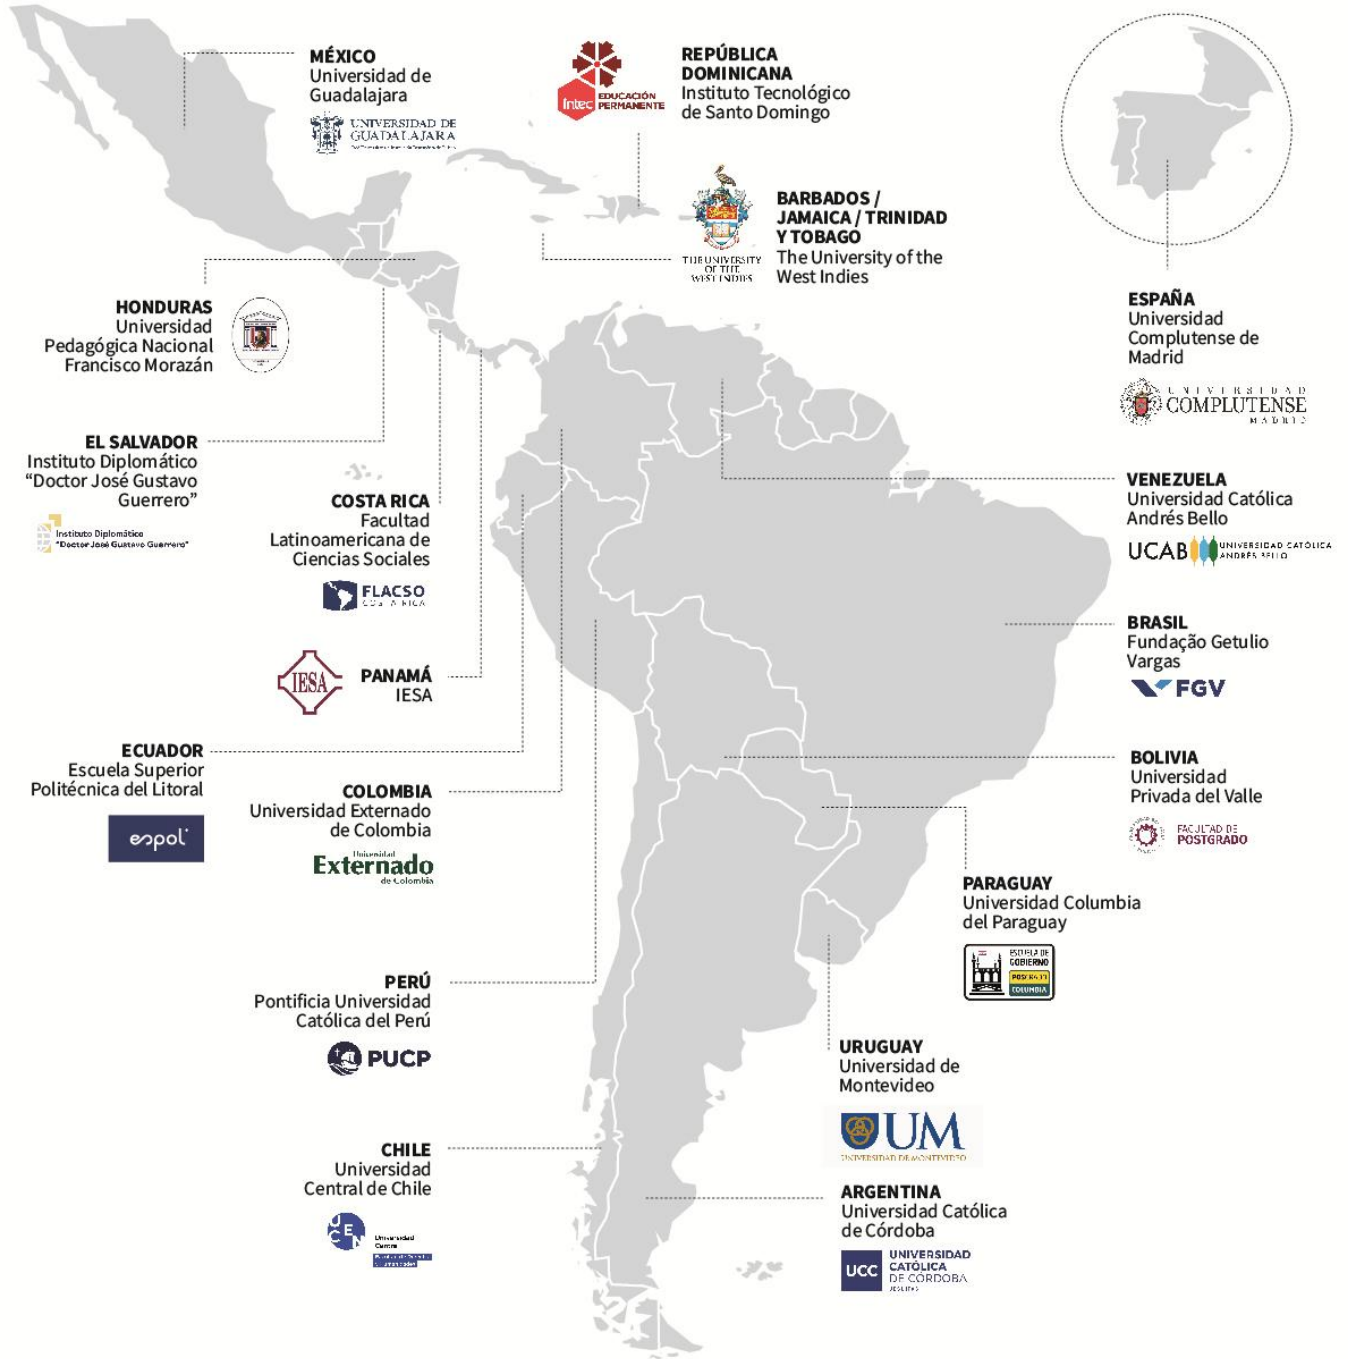 MÉXICO
Universidad de
Guadalajara
UNIVERSIDAD DE
GUADALAJARA
REPÚBLICA
DOMINICANA
Instituto Tecnológico
de Santo Domingo
Intec
EDUCACIÓN
PERMANENTE
BARBADOS /
JAMAICA / TRINIDAD
Y TOBAGO
The University of the
West Indies
THE UNIVERSITY
OF THE
WEST INDIES
ESPAÑA
Universidad
Complutense de
Madrid
UNIVERSIDAD
COMPLUTENSE
MADRID
HONDURAS
Universidad
Pedagógica Nacional
Francisco Morazán
EL SALVADOR
Instituto Diplomático
“Doctor José Gustavo
Guerrero”
Instituto Diplomático
"Doctor José Gustavo Guerrero"
COSTA RICA
Facultad
Latinoamericana de
Ciencias Sociales
FLACSO
COSTA RICA
VENEZUELA
Universidad Católica
Andrés Bello
UCAB
UNIVERSIDAD CATÓLICA
ANDRÉS BELLO
BRASIL
Fundação Getulio
Vargas
FGV
PANAMÁ
IESA
IESA
ECUADOR
Escuela Superior
Politécnica del Litoral
espol
COLOMBIA
Universidad Externado
de Colombia
Universidad
Externado
de Colombia
BOLIVIA
Universidad
Privada del Valle
FACULTAD DE
POSTGRADO
PARAGUAY
Universidad Columbia
del Paraguay
ESCUELA DE
GOBIERNO
POSGRADO
COLUMBIA
PERÚ
Pontificia Universidad
Católica del Perú
PUCP
URUGUAY
Universidad de
Montevideo
UM
UNIVERSIDAD DE MONTEVIDEO
CHILE
Universidad
Central de Chile
UCEN
Universidad
Central
ARGENTINA
Universidad Católica
de Córdoba
UCC
UNIVERSIDAD
CATÓLICA
DE CÓRDOBA
JESUITAS